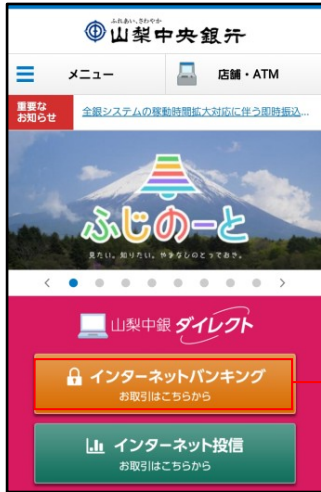 ふれあい、さわやか
山梨中央銀行
メニュー
店舗・ATM
重要な
お知らせ
全銀システムの稼動時間拡大対応に伴う即時振込...
ふじのーと
見たい。知りたい。やまなしのとっておき。
山梨中銀 ダイレクト
インターネットバンキング
お取引はこちらから
インターネット投信
お取引はこちらから